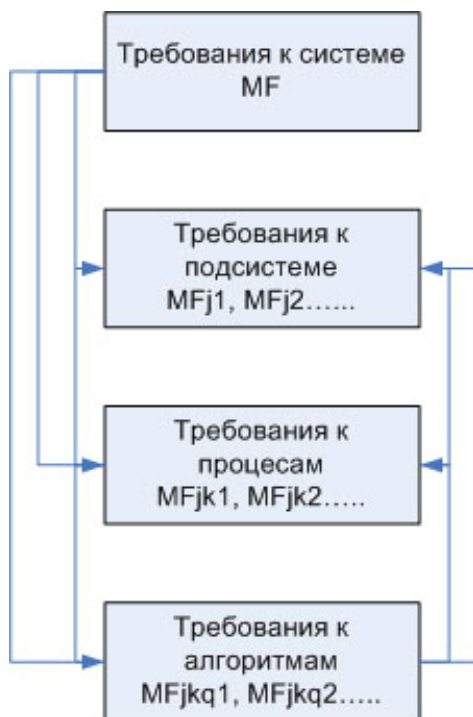 Требования к системе
MF
Требования к
подсистеме
MFj1, MFj2…...
Требования к
процесам
MFjk1, MFjk2…..
Требования к
алгоритмам
MFjkq1, MFjkq2…..